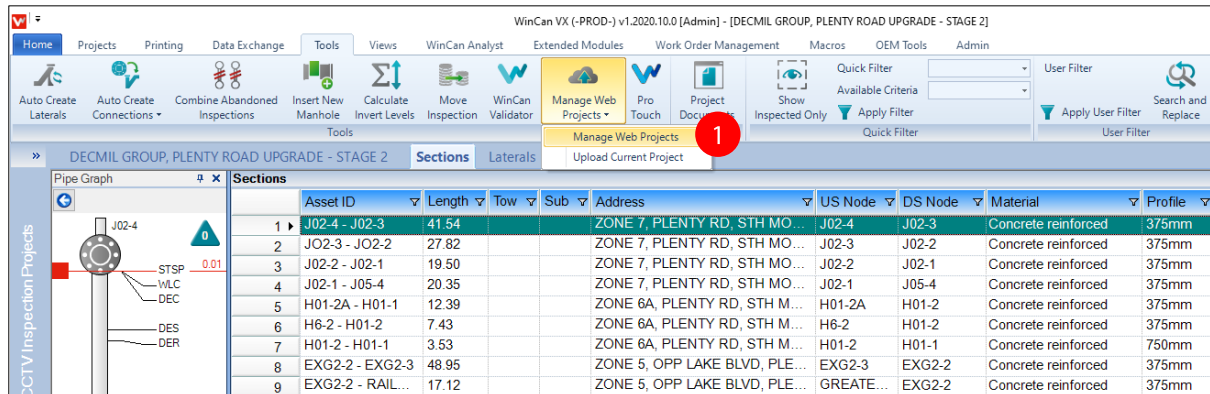 WinCan VX (-PROD-) v1.2020.10.0 [Admin] - [DECMIL GROUP, PLENTY ROAD UPGRADE - STAGE 2]
Home Projects Printing Data Exchange Tools Views WinCan Analyst Extended Modules Work Order Management Macros OEM Tools Admin
Auto Create Laterals
Auto Create Connections
Combine Abandoned Inspections
Insert New Manhole
Calculate Invert Levels
Move Inspection
WinCan Validator
Manage Web Projects
Pro Touch
Project
Show Inspected Only
Quick Filter
Available Criteria
Apply Filter
User Filter
Apply User Filter
Search and Replace
Tools Quick Filter User Filter
Manage Web Projects
1
Upload Current Project
» DECMIL GROUP, PLENTY ROAD UPGRADE - STAGE 2 Sections Laterals
CCTV Inspection Projects
Pipe Graph
J02-4
0
0.01
STSP
WLC
DEC
DES
DER
Sections
Asset ID Length Tow Sub Address US Node DS Node Material Profile
1 J02-4 - J02-3 41.54 ZONE 7, PLENTY RD, STH MO... J02-4 J02-3 Concrete reinforced 375mm
2 JO2-3 - JO2-2 27.82 ZONE 7, PLENTY RD, STH MO... J02-3 J02-2 Concrete reinforced 375mm
3 J02-2 - J02-1 19.50 ZONE 7, PLENTY RD, STH MO... J02-2 J02-1 Concrete reinforced 375mm
4 J02-1 - J05-4 20.35 ZONE 7, PLENTY RD, STH MO... J02-1 J05-4 Concrete reinforced 375mm
5 H01-2A - H01-1 12.39 ZONE 6A, PLENTY RD, STH M... H01-2A H01-2 Concrete reinforced 375mm
6 H6-2 - H01-2 7.43 ZONE 6A, PLENTY RD, STH M... H6-2 H01-2 Concrete reinforced 375mm
7 H01-2 - H01-1 3.53 ZONE 6A, PLENTY RD, STH M... H01-2 H01-1 Concrete reinforced 750mm
8 EXG2-2 - EXG2-3 48.95 ZONE 5, OPP LAKE BLVD, PLE... EXG2-3 EXG2-2 Concrete reinforced 375mm
9 EXG2-2 - RAIL... 17.12 ZONE 5, OPP LAKE BLVD, PLE... GREATE... EXG2-2 Concrete reinforced 375mm